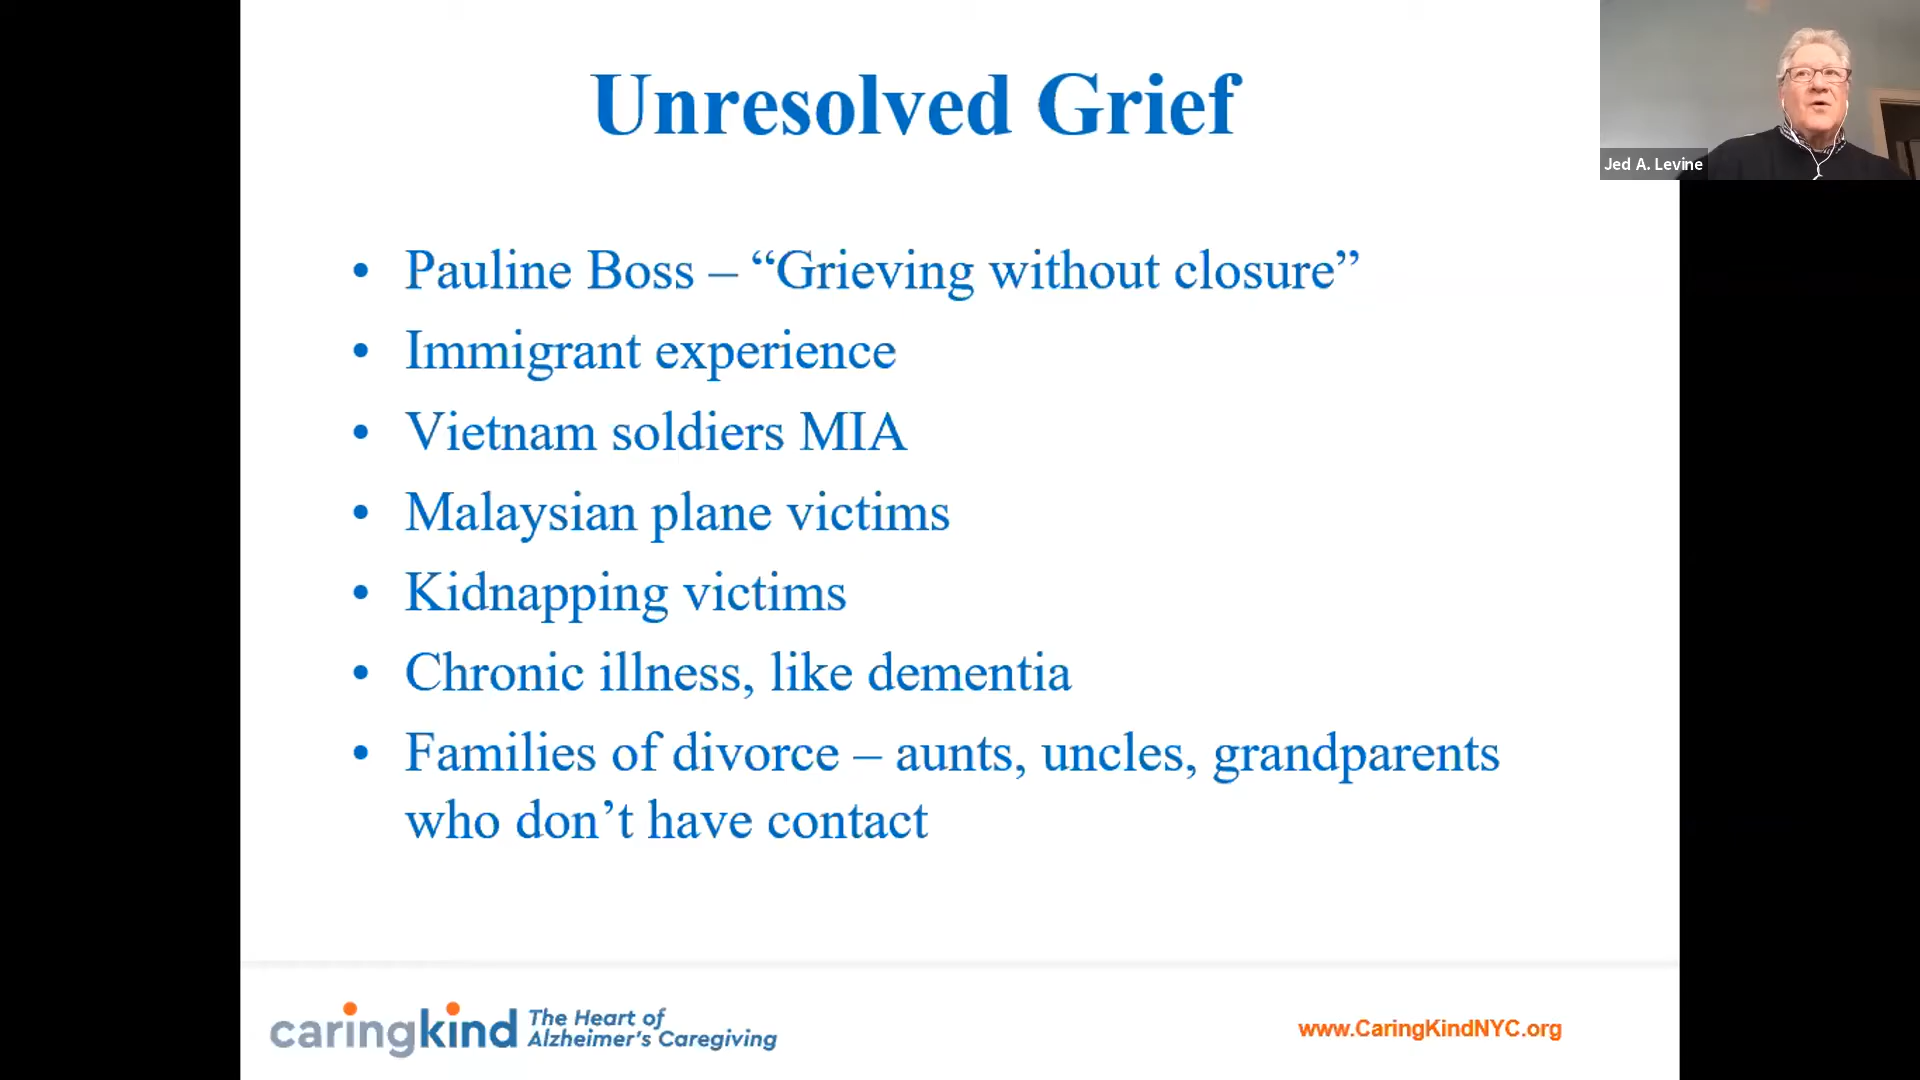 Unresolved Grief
Jed A. Levine
• Pauline Boss – “Grieving without closure”
• Immigrant experience
• Vietnam soldiers MIA
• Malaysian plane victims
• Kidnapping victims
• Chronic illness, like dementia
• Families of divorce – aunts, uncles, grandparents
who don’t have contact
caringkind
The Heart of
Alzheimer's Caregiving
www.CaringKindNYC.org